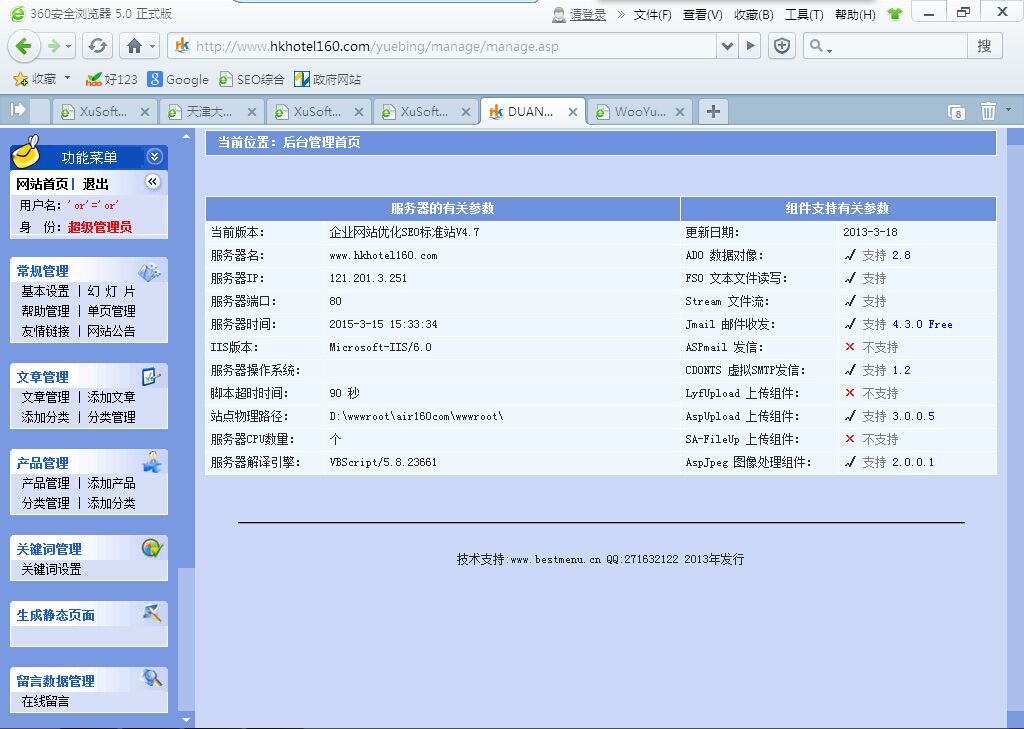 360安全浏览器 5.0 正式版
请登录 » 文件(F) 查看(V) 收藏(B) 工具(T) 帮助(H)
http://www.hkhotel160.com/yuebing/manage/manage.asp
搜
收藏 好123 Google SEO综合 政府网站
XuSoft... 天津大... XuSoft... XuSoft... DUAN... WooYu... 8
功能菜单
网站首页| 退出
用户名: 'or'='or'
身 份: 超级管理员
常规管理
基本设置 | 幻 灯 片
帮助管理 | 单页管理
友情链接 | 网站公告
文章管理
文章管理 | 添加文章
添加分类 | 分类管理
产品管理
产品管理 | 添加产品
分类管理 | 添加分类
关键词管理
关键词设置
生成静态页面
留言数据管理
在线留言
当前位置: 后台管理首页
服务器的有关参数 组件支持有关参数
当前版本: 企业网站优化SEO标准站V4.7 更新日期: 2013-3-18
服务器名: www.hkhotel160.com ADO 数据对像: √ 支持 2.8
服务器IP: 121.201.3.251 FSO 文本文件读写: √ 支持
服务器端口: 80 Stream 文件流: √ 支持
服务器时间: 2015-3-15 15:33:34 Jmail 邮件收发: √ 支持 4.3.0 Free
IIS版本: Microsoft-IIS/6.0 ASPmail 发信: × 不支持
服务器操作系统: CDONTS 虚拟SMTP发信: √ 支持 1.2
脚本超时时间: 90 秒 LyfUpload 上传组件: × 不支持
站点物理路径: D:\wwwroot\air160com\wwwroot\ AspUpload 上传组件: √ 支持 3.0.0.5
服务器CPU数量: 个 SA-FileUp 上传组件: × 不支持
服务器解译引擎: VBScript/5.8.23661 AspJpeg 图像处理组件: √ 支持 2.0.0.1
技术支持:www.bestmenu.cn QQ:271632122 2013年发行